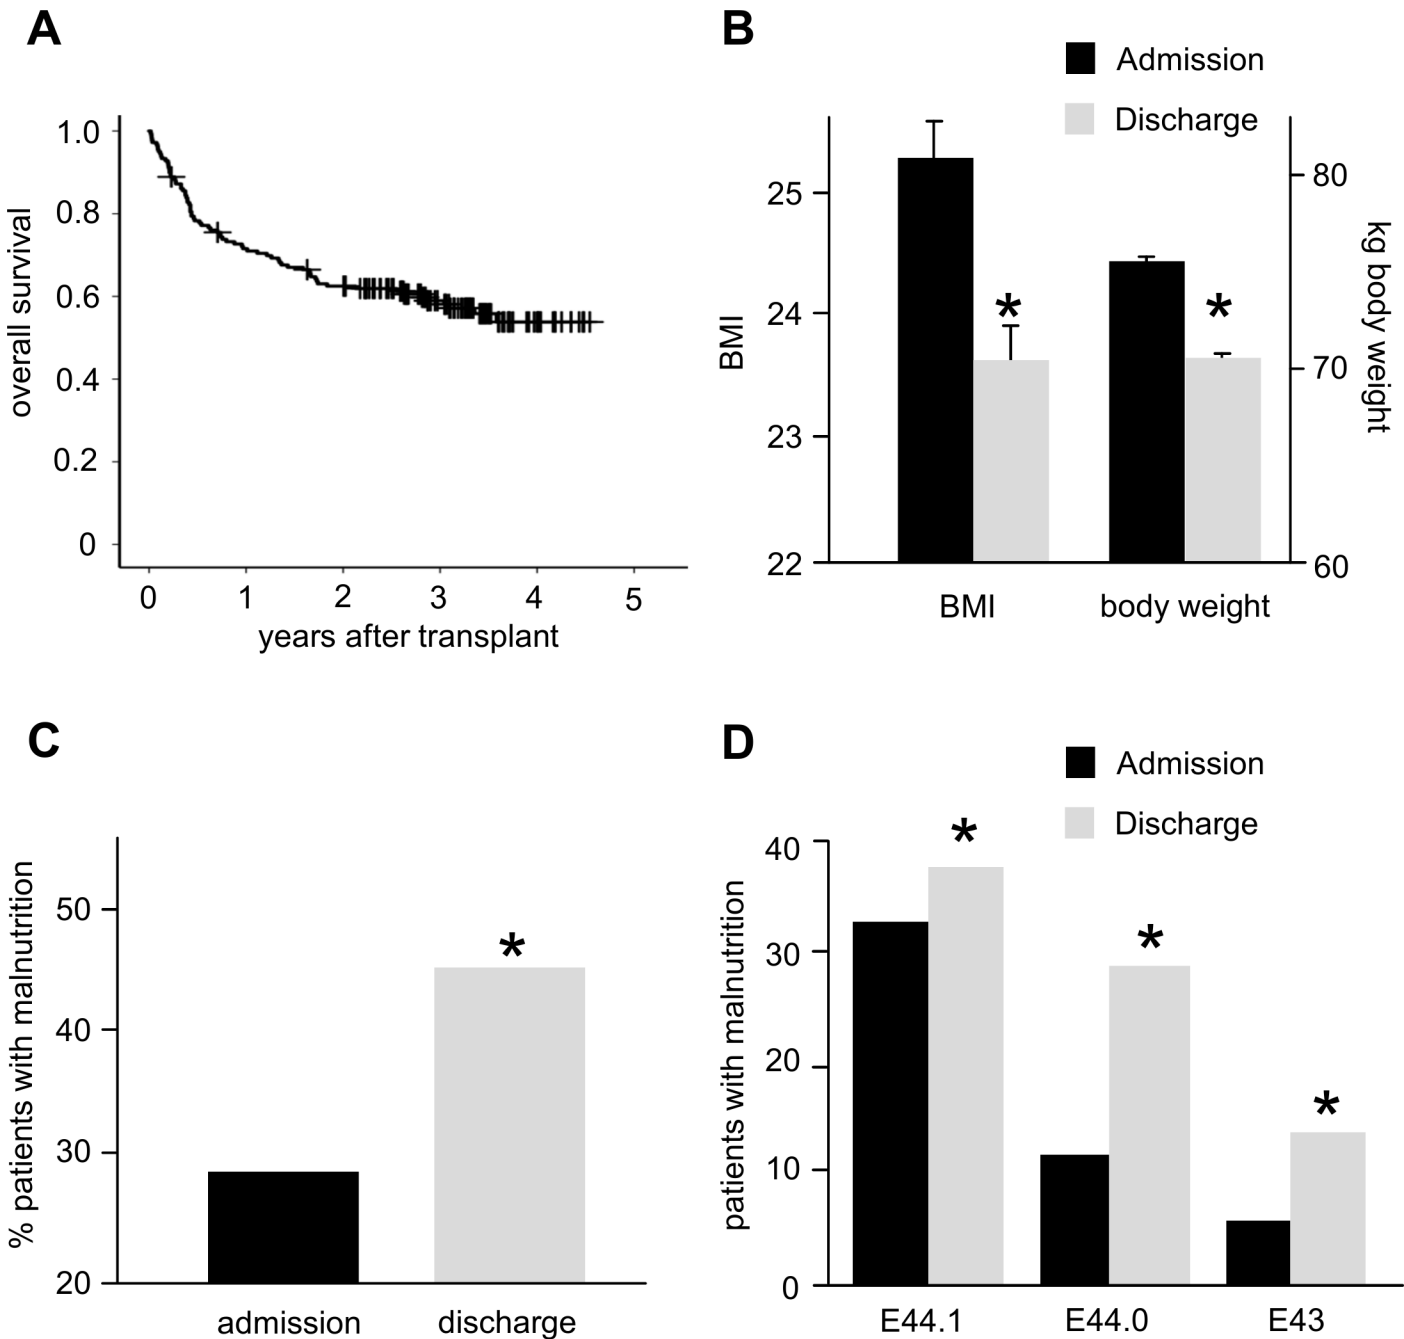 A
1.0
0.8
0.6
0.4
0.2
0
overall survival
0 1 2 3 4 5
years after transplant
B
Admission
Discharge
25
24
23
22
BMI
80
70
60
kg body weight
*
*
BMI body weight
C
50
40
30
20
% patients with malnutrition
*
admission discharge
D
Admission
Discharge
40
30
20
10
0
patients with malnutrition
*
*
*
E44.1 E44.0 E43